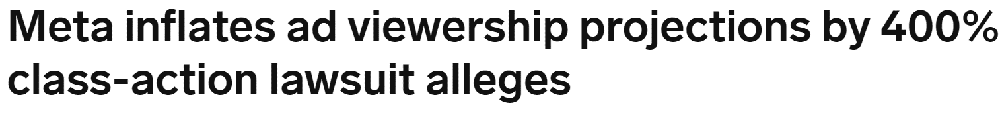 Meta inflates ad viewership projections by 400%
class-action lawsuit alleges